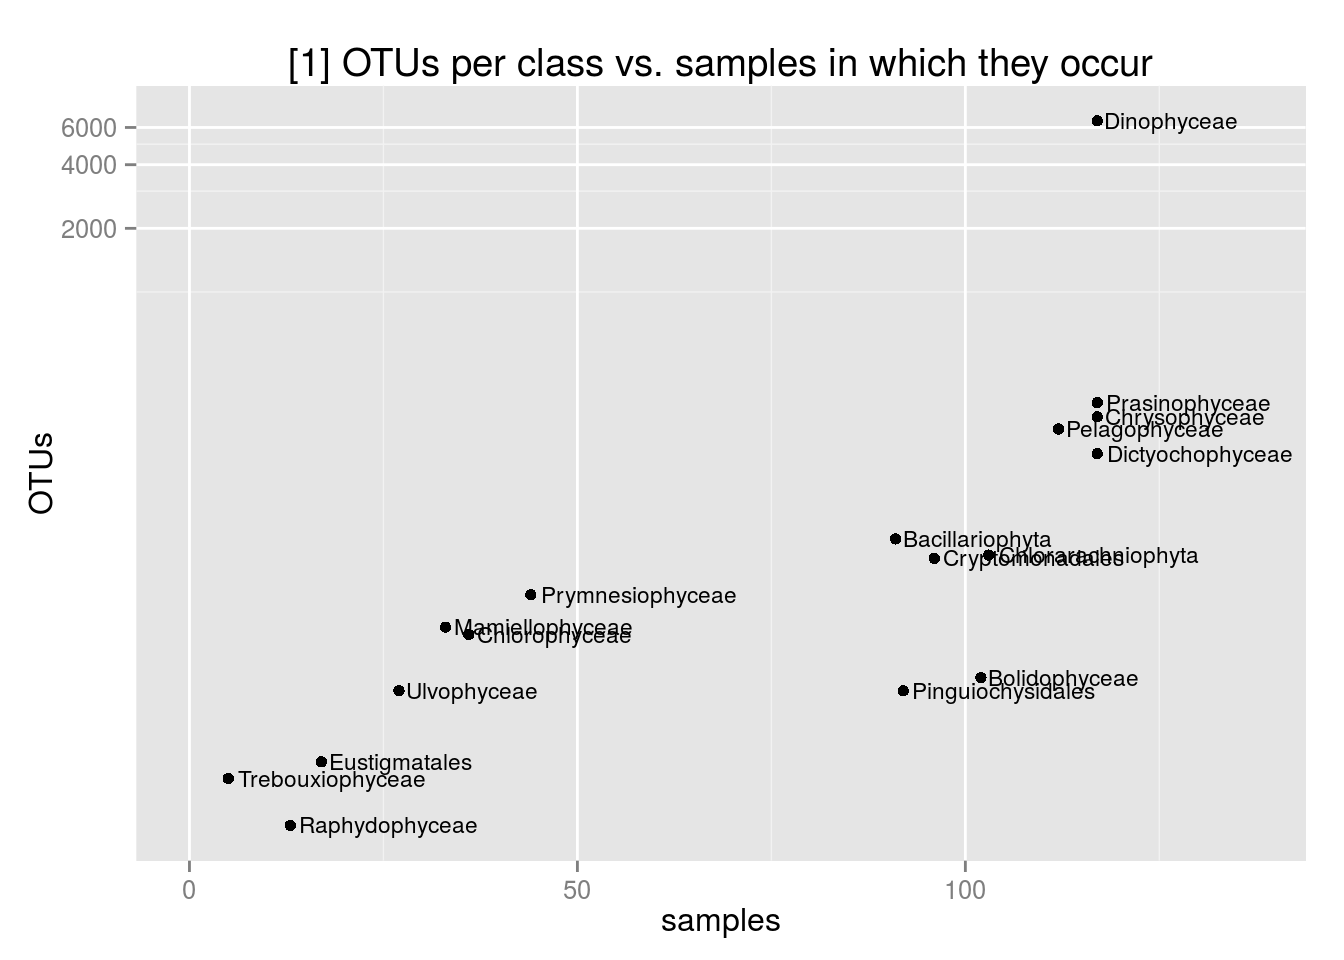 [1] OTUs per class vs. samples in which they occur
6000
4000
2000
OTUs
Dinophyceae
Prasinophyceae
Chrysophyceae
Pelagophyceae
Dictyochophyceae
Bacillariophyta
Chlorarachniophyta
Cryptomonadales
Prymnesiophyceae
Mamiellophyceae
Chlorophyceae
Bolidophyceae
Ulvophyceae
Pinguiochysidales
Eustigmatales
Trebouxiophyceae
Raphydophyceae
0 50 100
samples